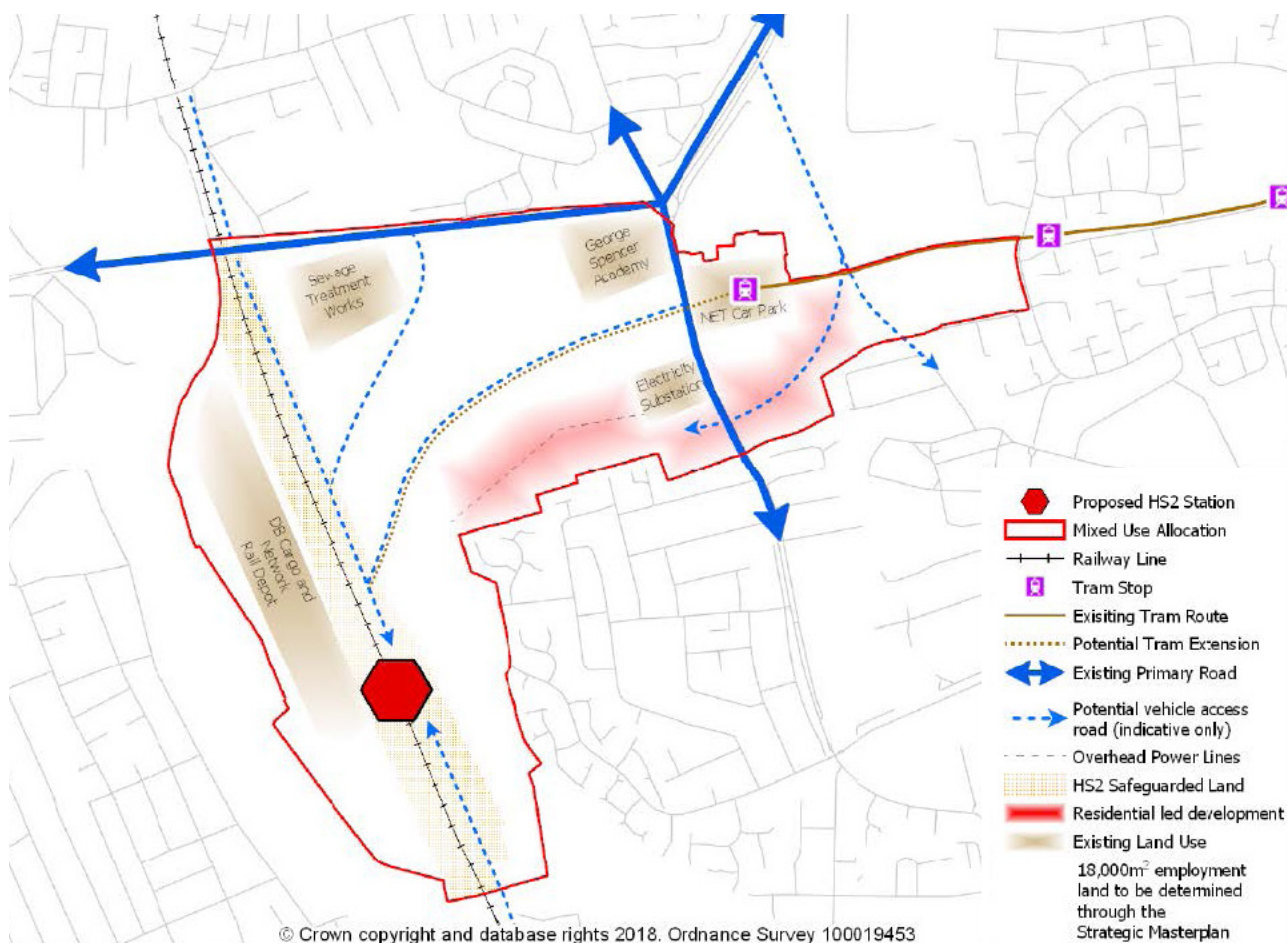 George
Spencer
Academy
Sewage
Treatment
Works
NET Car Park
Electricity
Substation
DB Cargo and
Network
Rail Depot
Proposed HS2 Station
Mixed Use Allocation
Railway Line
Tram Stop
Exisiting Tram Route
Potential Tram Extension
Existing Primary Road
Potential vehicle access
road (indicative only)
Overhead Power Lines
HS2 Safeguarded Land
Residential led development
Existing Land Use
18,000m² employment
land to be determined
through the
Strategic Masterplan
© Crown copyright and database rights 2018. Ordnance Survey 100019453